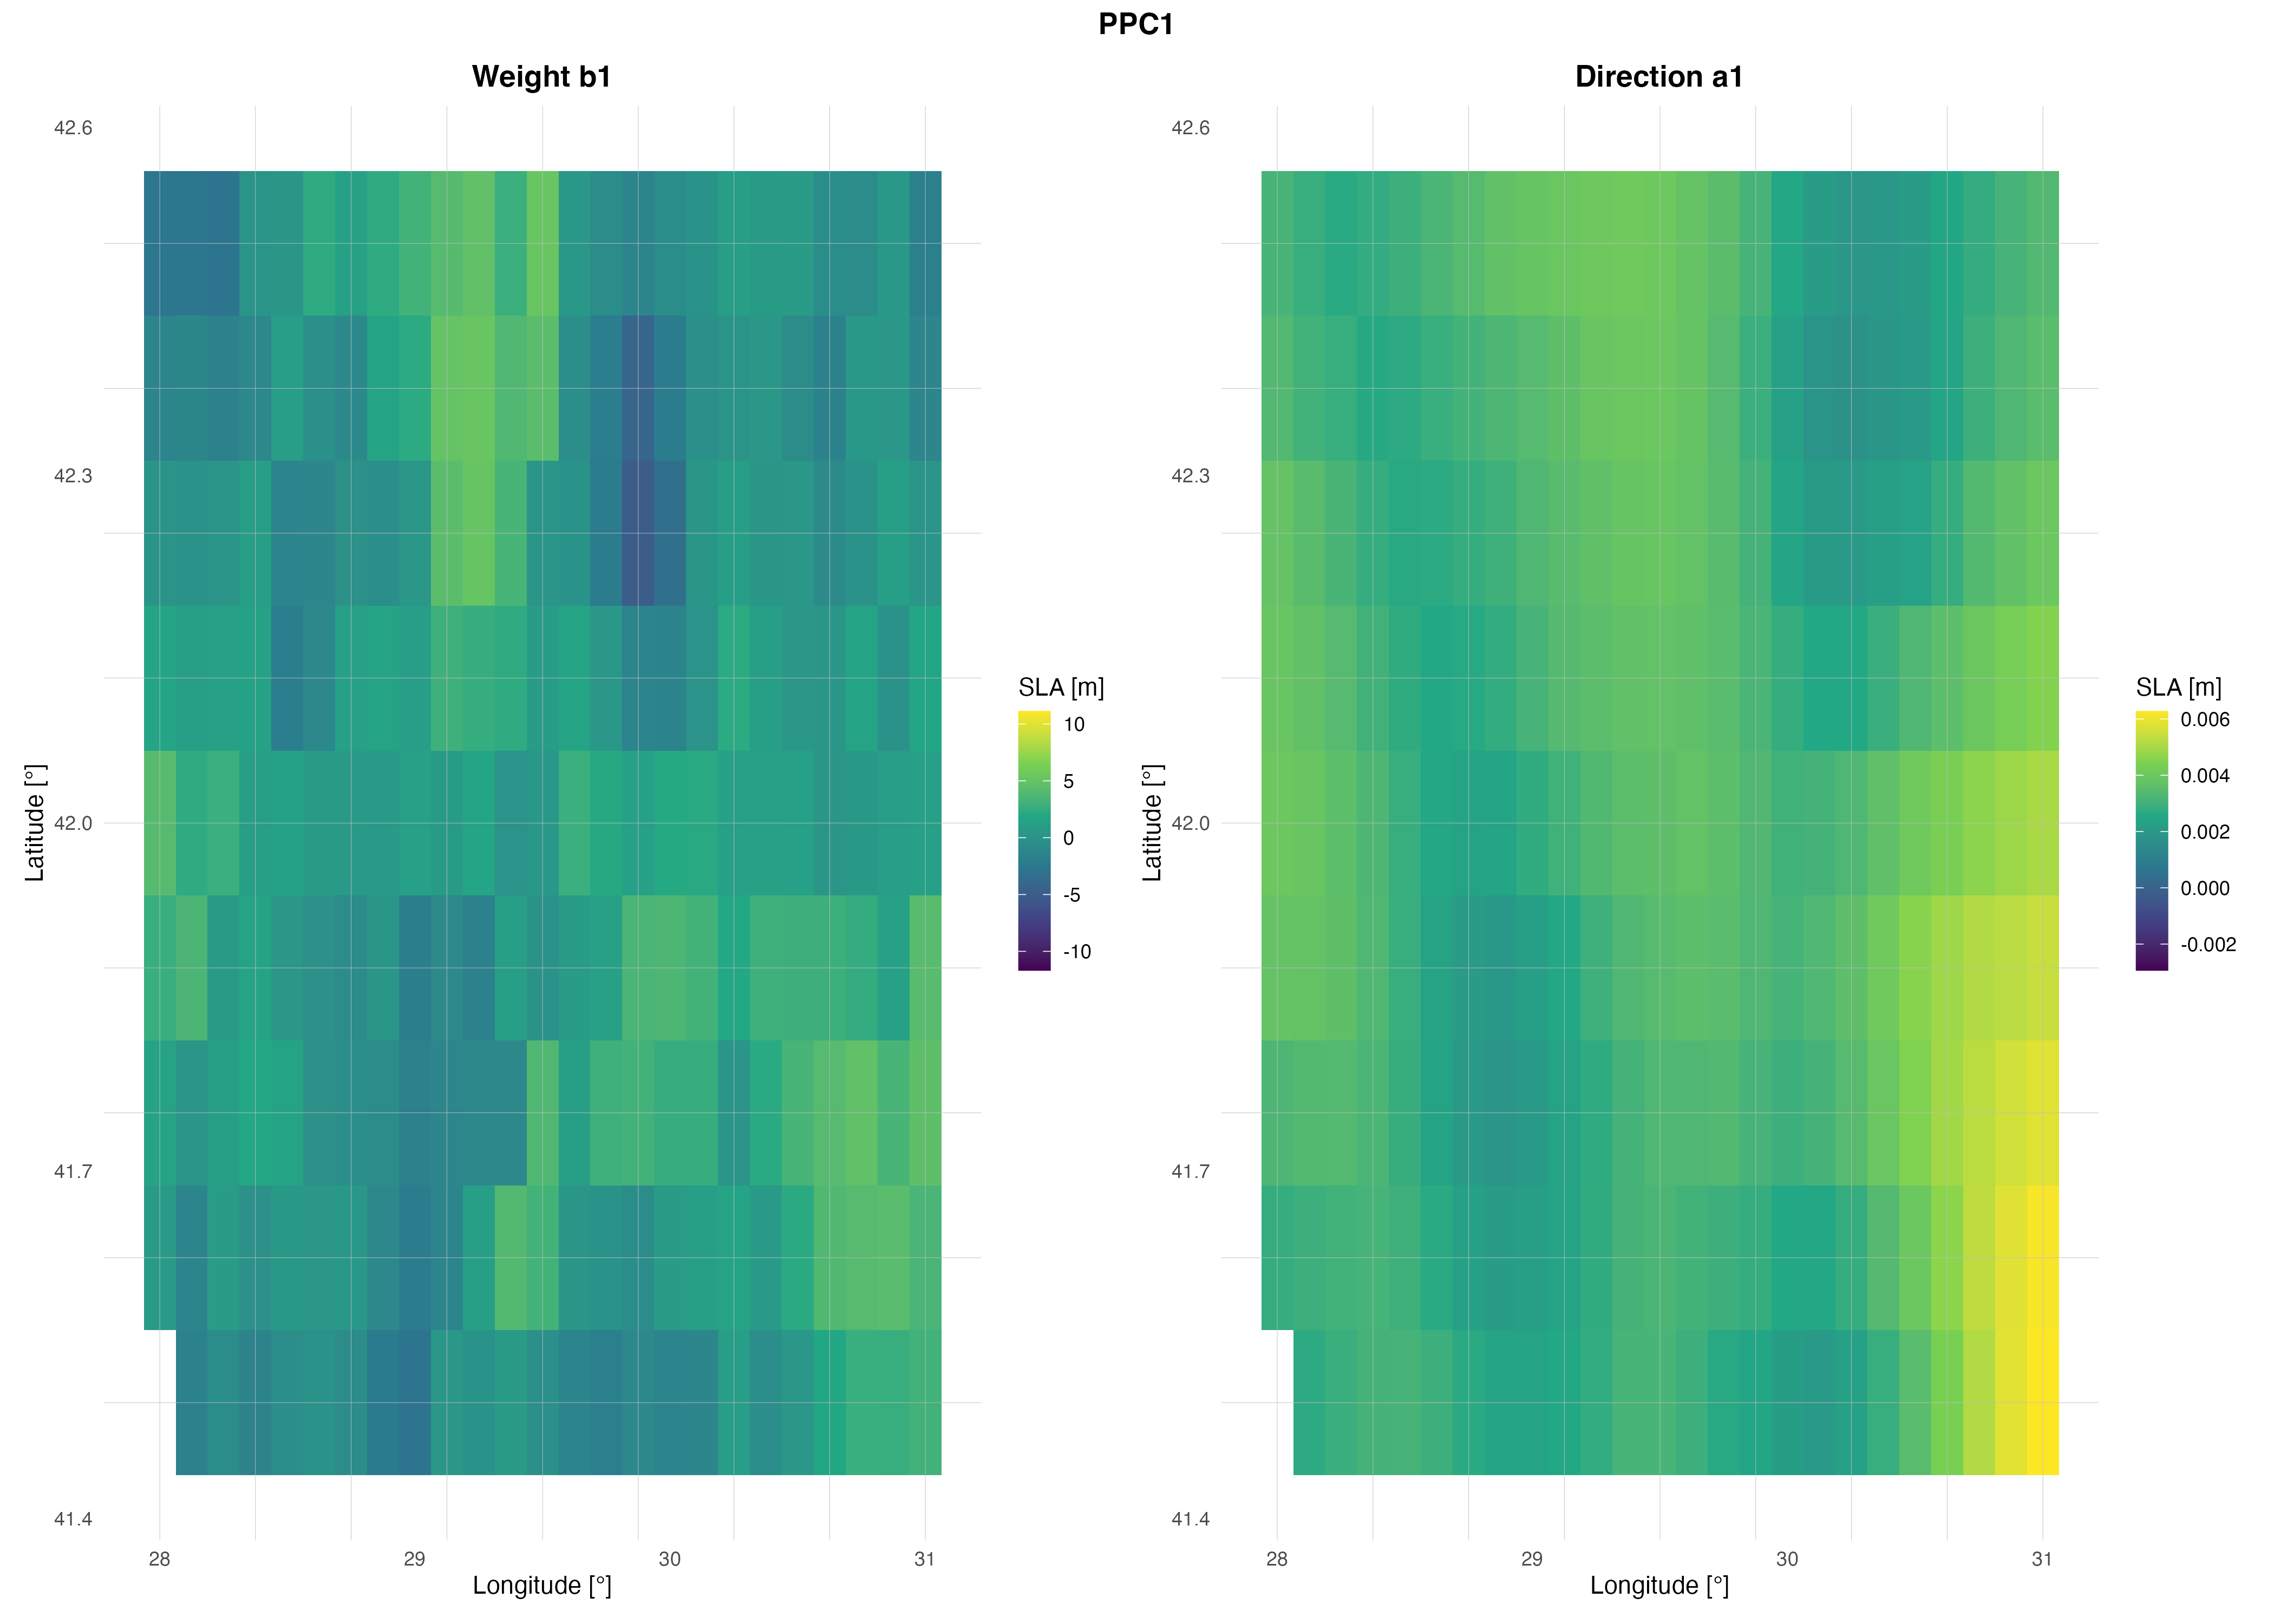 PPC1
Weight b1
42.6
42.3
42.0
41.7
41.4
Latitude [°]
28 29 30 31
Longitude [°]
SLA [m]
10
5
0
-5
-10
Direction a1
42.6
42.3
42.0
41.7
41.4
Latitude [°]
28 29 30 31
Longitude [°]
SLA [m]
0.006
0.004
0.002
0.000
-0.002